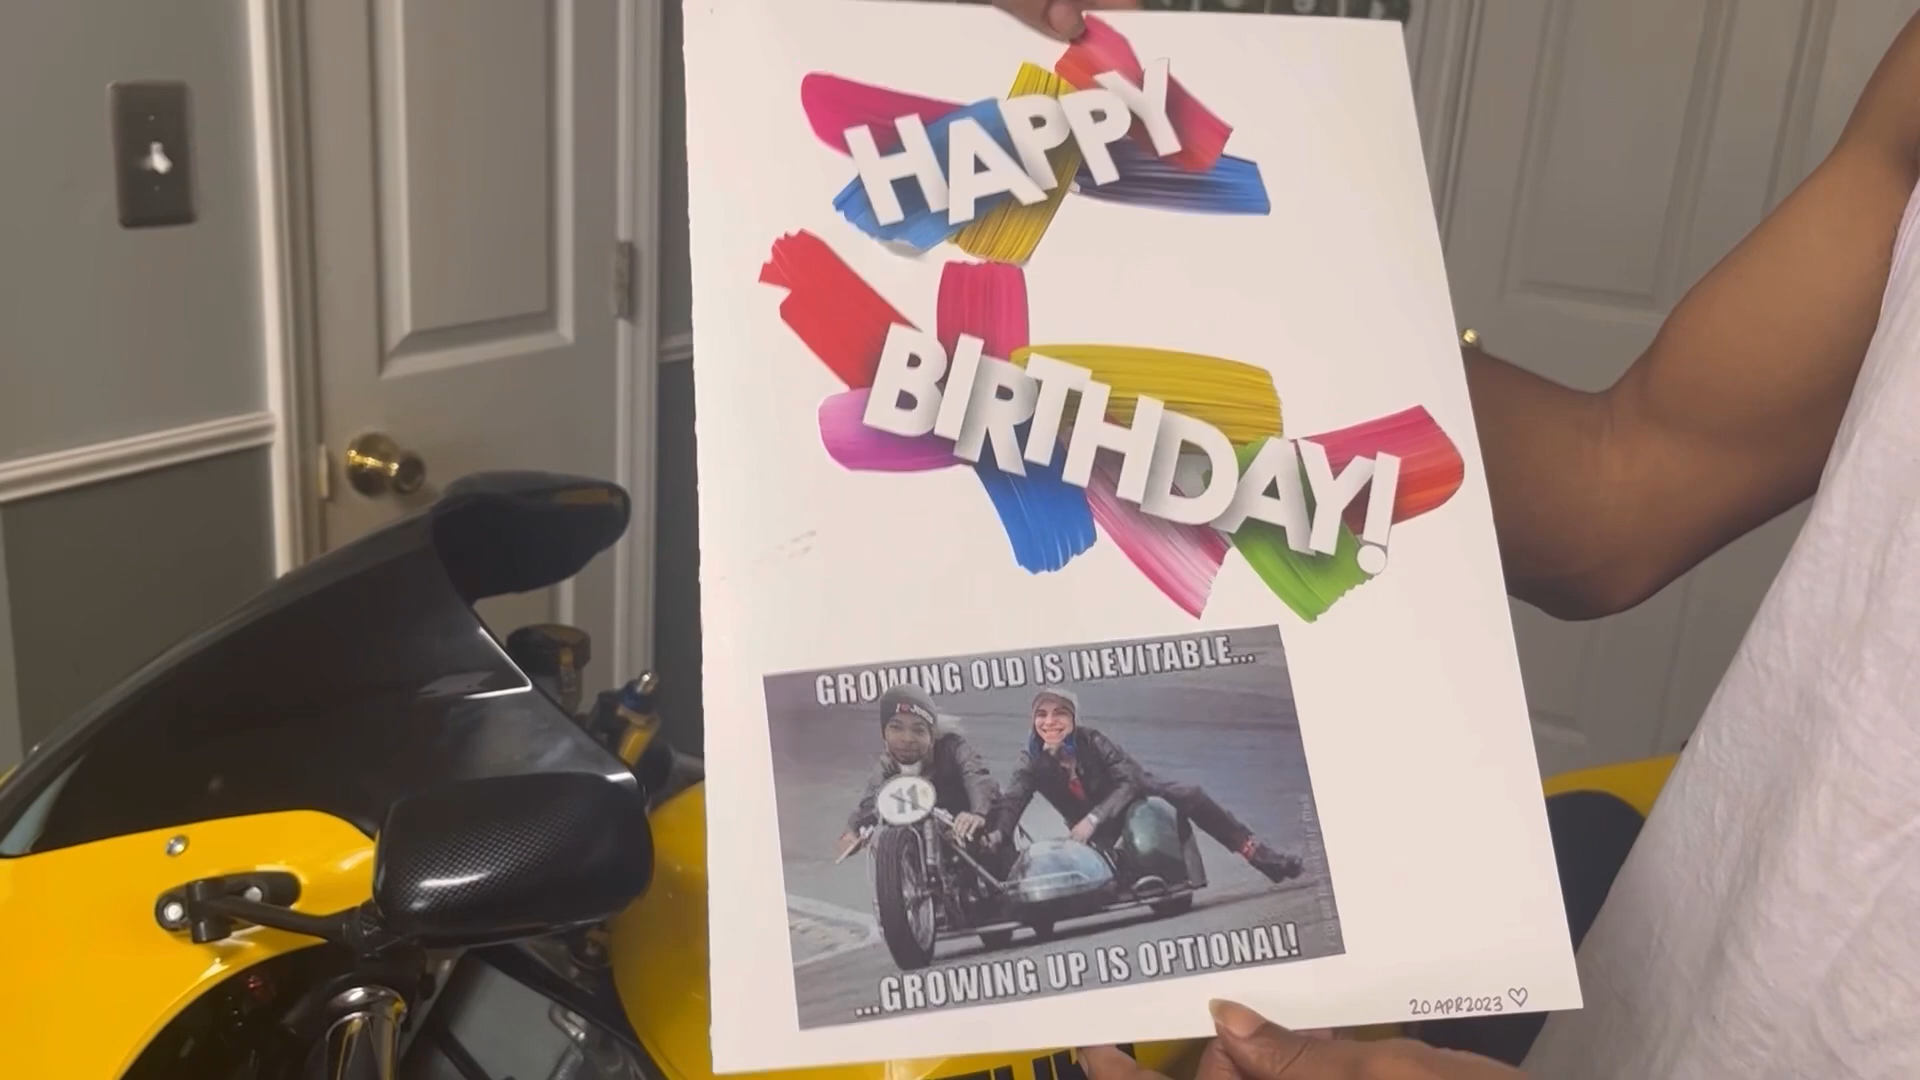 HAPPY
BIRTHDAY!
GROWING OLD IS INEVITABLE...
...GROWING UP IS OPTIONAL!
20APR2023♡